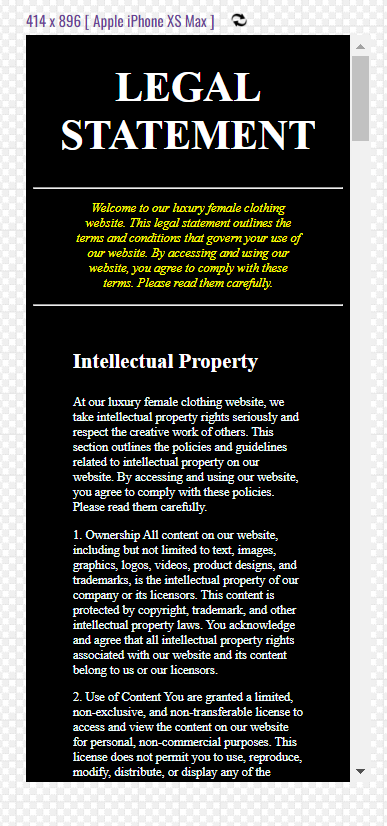 414 x 896 [ Apple iPhone XS Max ]
LEGAL
STATEMENT
Welcome to our luxury female clothing
website. This legal statement outlines the
terms and conditions that govern your use of
our website. By accessing and using our
website, you agree to comply with these
terms. Please read them carefully.
Intellectual Property
At our luxury female clothing website, we
take intellectual property rights seriously and
respect the creative work of others. This
section outlines the policies and guidelines
related to intellectual property on our
website. By accessing and using our website,
you agree to comply with these policies.
Please read them carefully.
1. Ownership All content on our website,
including but not limited to text, images,
graphics, logos, videos, product designs, and
trademarks, is the intellectual property of our
company or its licensors. This content is
protected by copyright, trademark, and other
intellectual property laws. You acknowledge
and agree that all intellectual property rights
associated with our website and its content
belong to us or our licensors.
2. Use of Content You are granted a limited,
non-exclusive, and non-transferable license to
access and view the content on our website
for personal, non-commercial purposes. This
license does not permit you to use, reproduce,
modify, distribute, or display any of the